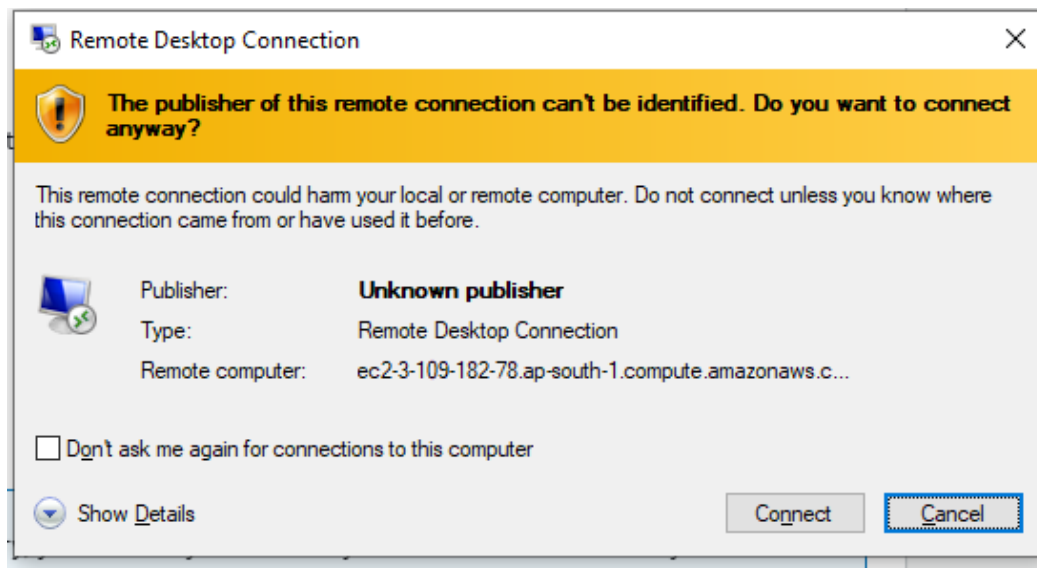 Remote Desktop Connection
The publisher of this remote connection can't be identified. Do you want to connect
anyway?
This remote connection could harm your local or remote computer. Do not connect unless you know where
this connection came from or have used it before.
Publisher: Unknown publisher
Type: Remote Desktop Connection
Remote computer: ec2-3-109-182-78.ap-south-1.compute.amazonaws.c...
Don't ask me again for connections to this computer
Show Details Connect Cancel